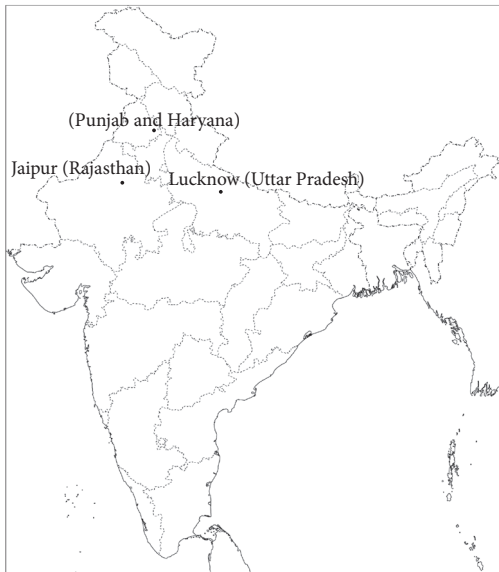 (Punjab and Haryana)
Jaipur (Rajasthan)
Lucknow (Uttar Pradesh)